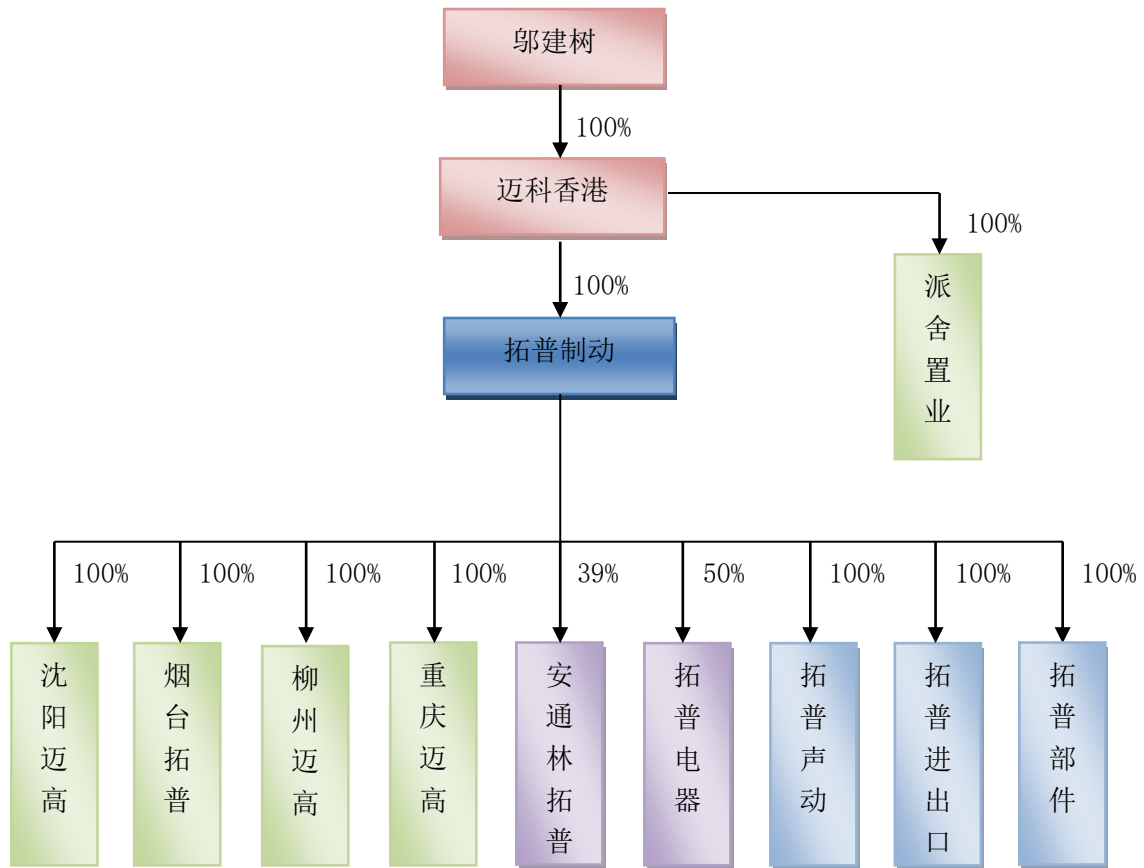 邬建树
100%
迈科香港
100%
100%
派舍置业
拓普制动
100%
100%
100%
100%
39%
50%
100%
100%
100%
沈阳迈高
烟台拓普
柳州迈高
重庆迈高
安通林拓普
拓普电器
拓普声动
拓普进出口
拓普部件